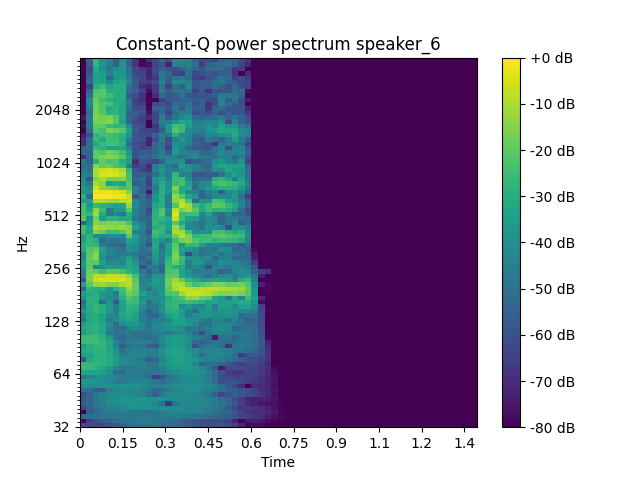 Constant-Q power spectrum speaker_6
Hz
2048
1024
512
256
128
64
32
0 0.15 0.3 0.45 0.6 0.75 0.9 1.1 1.2 1.4
Time
+0 dB
-10 dB
-20 dB
-30 dB
-40 dB
-50 dB
-60 dB
-70 dB
-80 dB